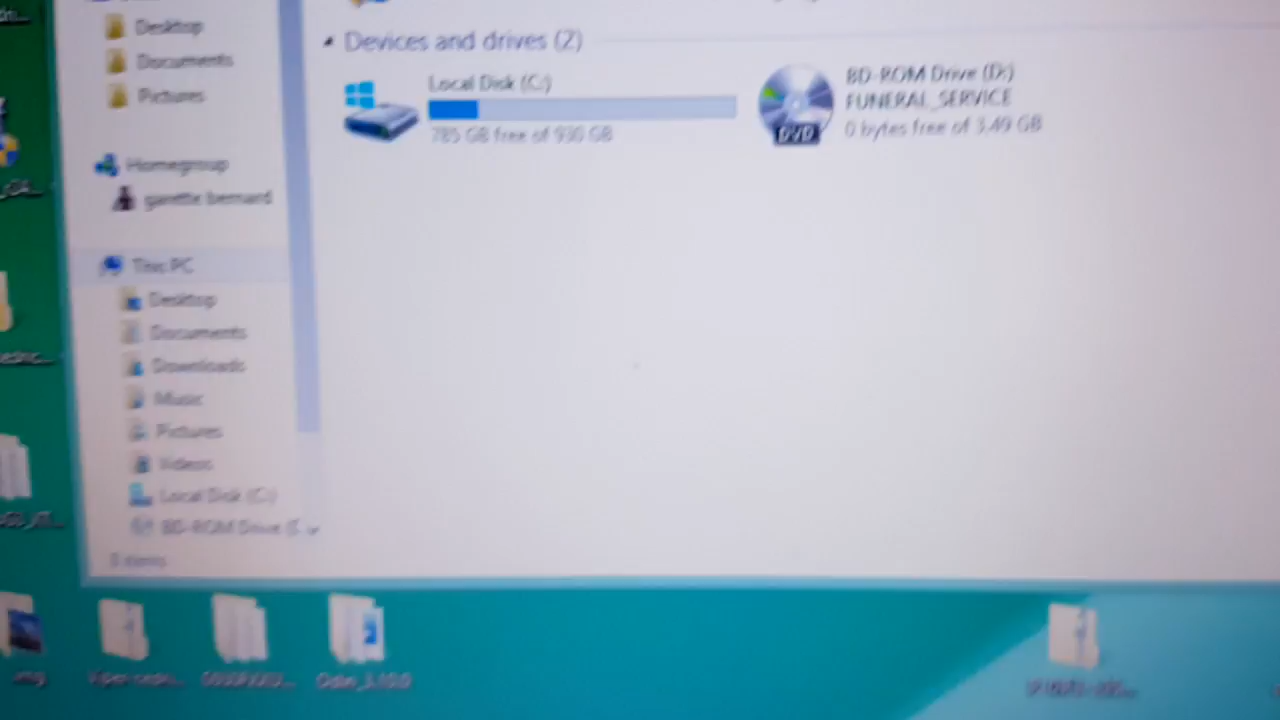 Desktop
Documents
Pictures
Homegroup
bernard
This PC
Desktop
Documents
Downloads
Music
Pictures
Videos
Local Disk (C:)
BD-ROM Drive (
items
Devices and drives (2)
Local Disk (C:)
785 GB free of 930 GB
BD-ROM Drive (D:)
FUNERAL_SERVICE
0 bytes free of 3.49 GB